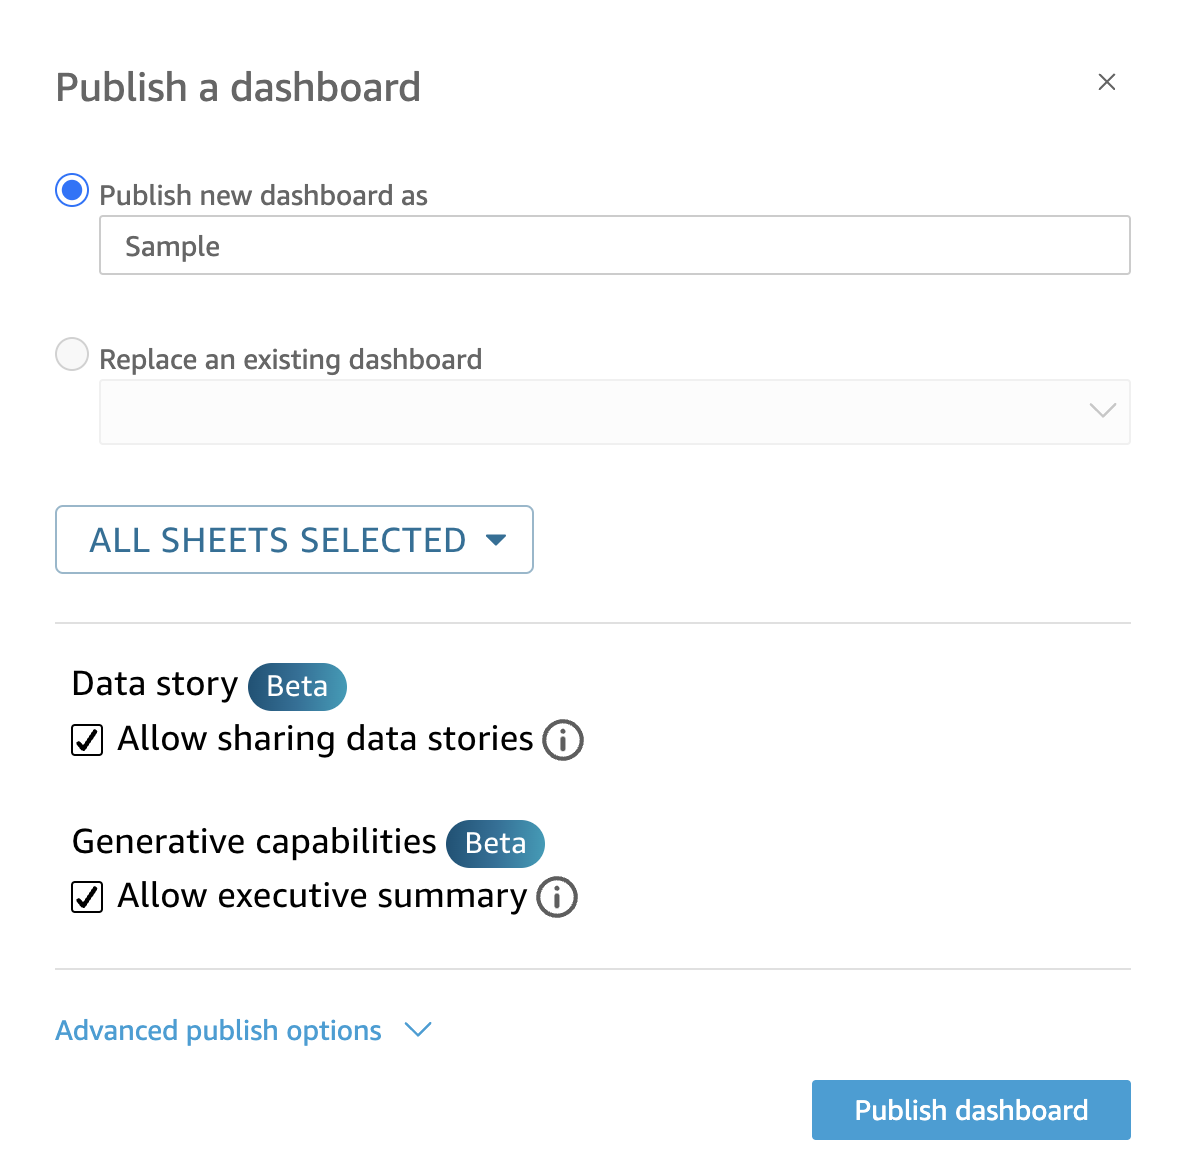 Publish a dashboard
Publish new dashboard as
Sample
Replace an existing dashboard
ALL SHEETS SELECTED
Data story Beta
Allow sharing data stories
Generative capabilities Beta
Allow executive summary
Advanced publish options
Publish dashboard